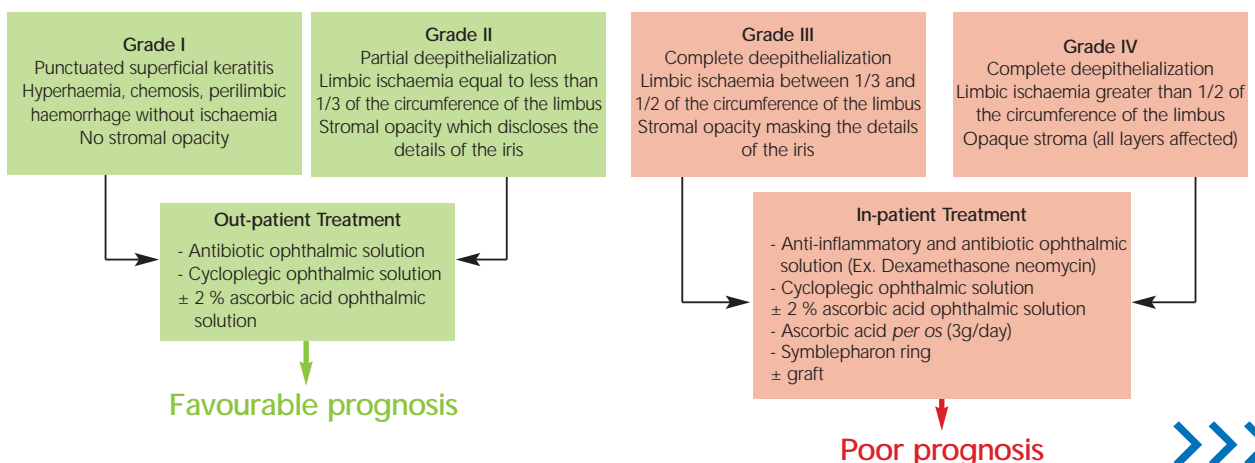 Grade I
Punctuated superficial keratitis
Hyperhaemia, chemosis, perilimbic
haemorrhage without ischaemia
No stromal opacity
Grade II
Partial deepithelialization
Limbic ischaemia equal to less than
1/3 of the circumference of the limbus
Stromal opacity which discloses the
details of the iris
Out-patient Treatment
- Antibiotic ophthalmic solution
- Cycloplegic ophthalmic solution
± 2 % ascorbic acid ophthalmic
solution
Favourable prognosis
Grade III
Complete deepithelialization
Limbic ischaemia between 1/3 and
1/2 of the circumference of the limbus
Stromal opacity masking the details
of the iris
Grade IV
Complete deepithelialization
Limbic ischaemia greater than 1/2 of
the circumference of the limbus
Opaque stroma (all layers affected)
In-patient Treatment
- Anti-inflammatory and antibiotic ophthalmic
solution (Ex. Dexamethasone neomycin)
- Cycloplegic ophthalmic solution
± 2 % ascorbic acid ophthalmic solution
- Ascorbic acid per os (3g/day)
- Symblepharon ring
± graft
Poor prognosis